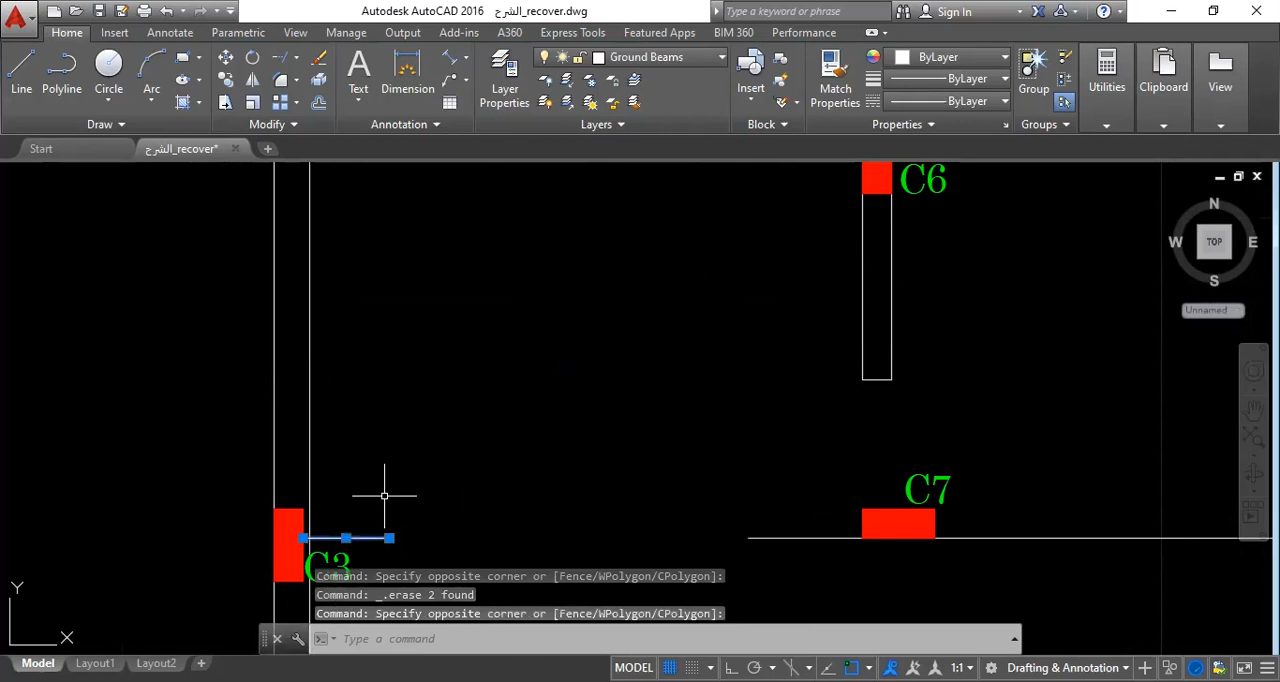 Autodesk AutoCAD 2016 الشرح_recover.dwg
Type a keyword or phrase
Sign In
Home Insert Annotate Parametric View Manage Output Add-ins A360 Express Tools Featured Apps BIM 360 Performance
Ground Beams
ByLayer
ByLayer
ByLayer
Line Polyline Circle Arc Text Dimension
Layer Properties
Insert
Match Properties
Group Utilities Clipboard View
Draw Modify Annotation Layers Block Properties Groups
Start الشرح_recover*
C6
N
W TOP E
S
Unnamed
C7
C3
Command: Specify opposite corner or [Fence/WPolygon/CPolygon]:
Command: _.erase 2 found
Command: Specify opposite corner or [Fence/WPolygon/CPolygon]:
Type a command
Y
X
Model Layout1 Layout2
MODEL 1:1 Drafting & Annotation